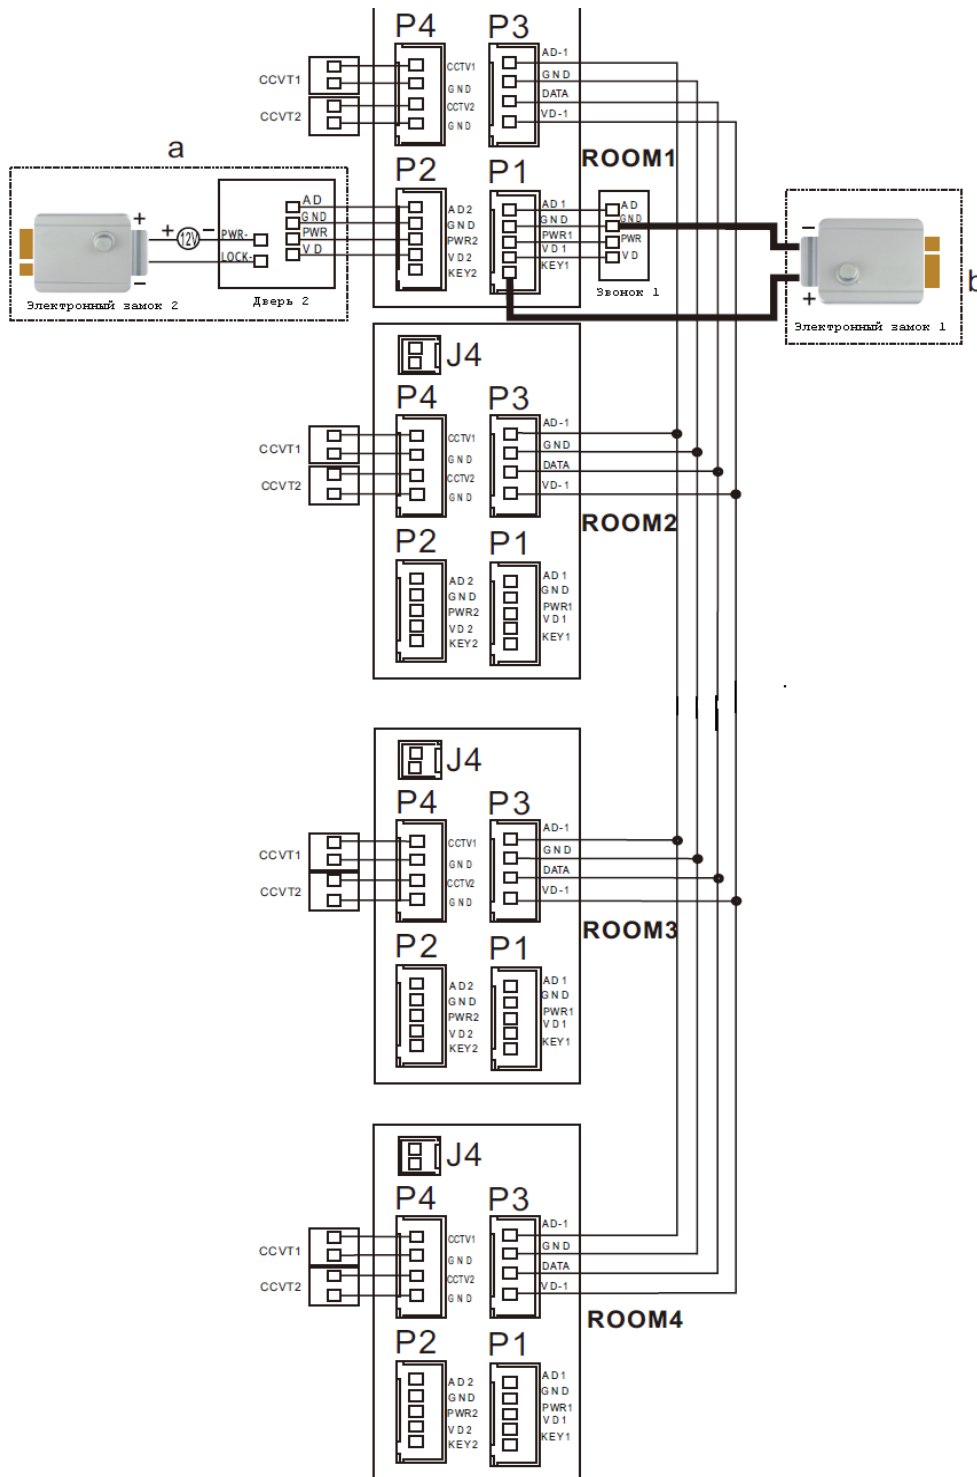 P4
P3
CCVT1
CCVT2
CCTV1
GND
CCTV2
GND
AD-1
GND
DATA
VD-1
ROOM1
a
P2
P1
+
+
12V
−
PWR-
LOCK-
−
AD
GND
PWR
VD
AD2
GND
PWR2
VD2
KEY2
AD1
GND
PWR1
VD1
KEY1
AD
GND
PWR
VD
−
+
b
Электронный замок 2
Дверь 2
Звонок 1
Электронный замок 1
J4
P4
P3
CCVT1
CCVT2
CCTV1
GND
CCTV2
GND
AD-1
GND
DATA
VD-1
ROOM2
P2
P1
AD2
GND
PWR2
VD2
KEY2
AD1
GND
PWR1
VD1
KEY1
J4
P4
P3
CCVT1
CCVT2
CCTV1
GND
CCTV2
GND
AD-1
GND
DATA
VD-1
ROOM3
P2
P1
AD2
GND
PWR2
VD2
KEY2
AD1
GND
PWR1
VD1
KEY1
J4
P4
P3
CCVT1
CCVT2
CCTV1
GND
CCTV2
GND
AD-1
GND
DATA
VD-1
ROOM4
P2
P1
AD2
GND
PWR2
VD2
KEY2
AD1
GND
PWR1
VD1
KEY1